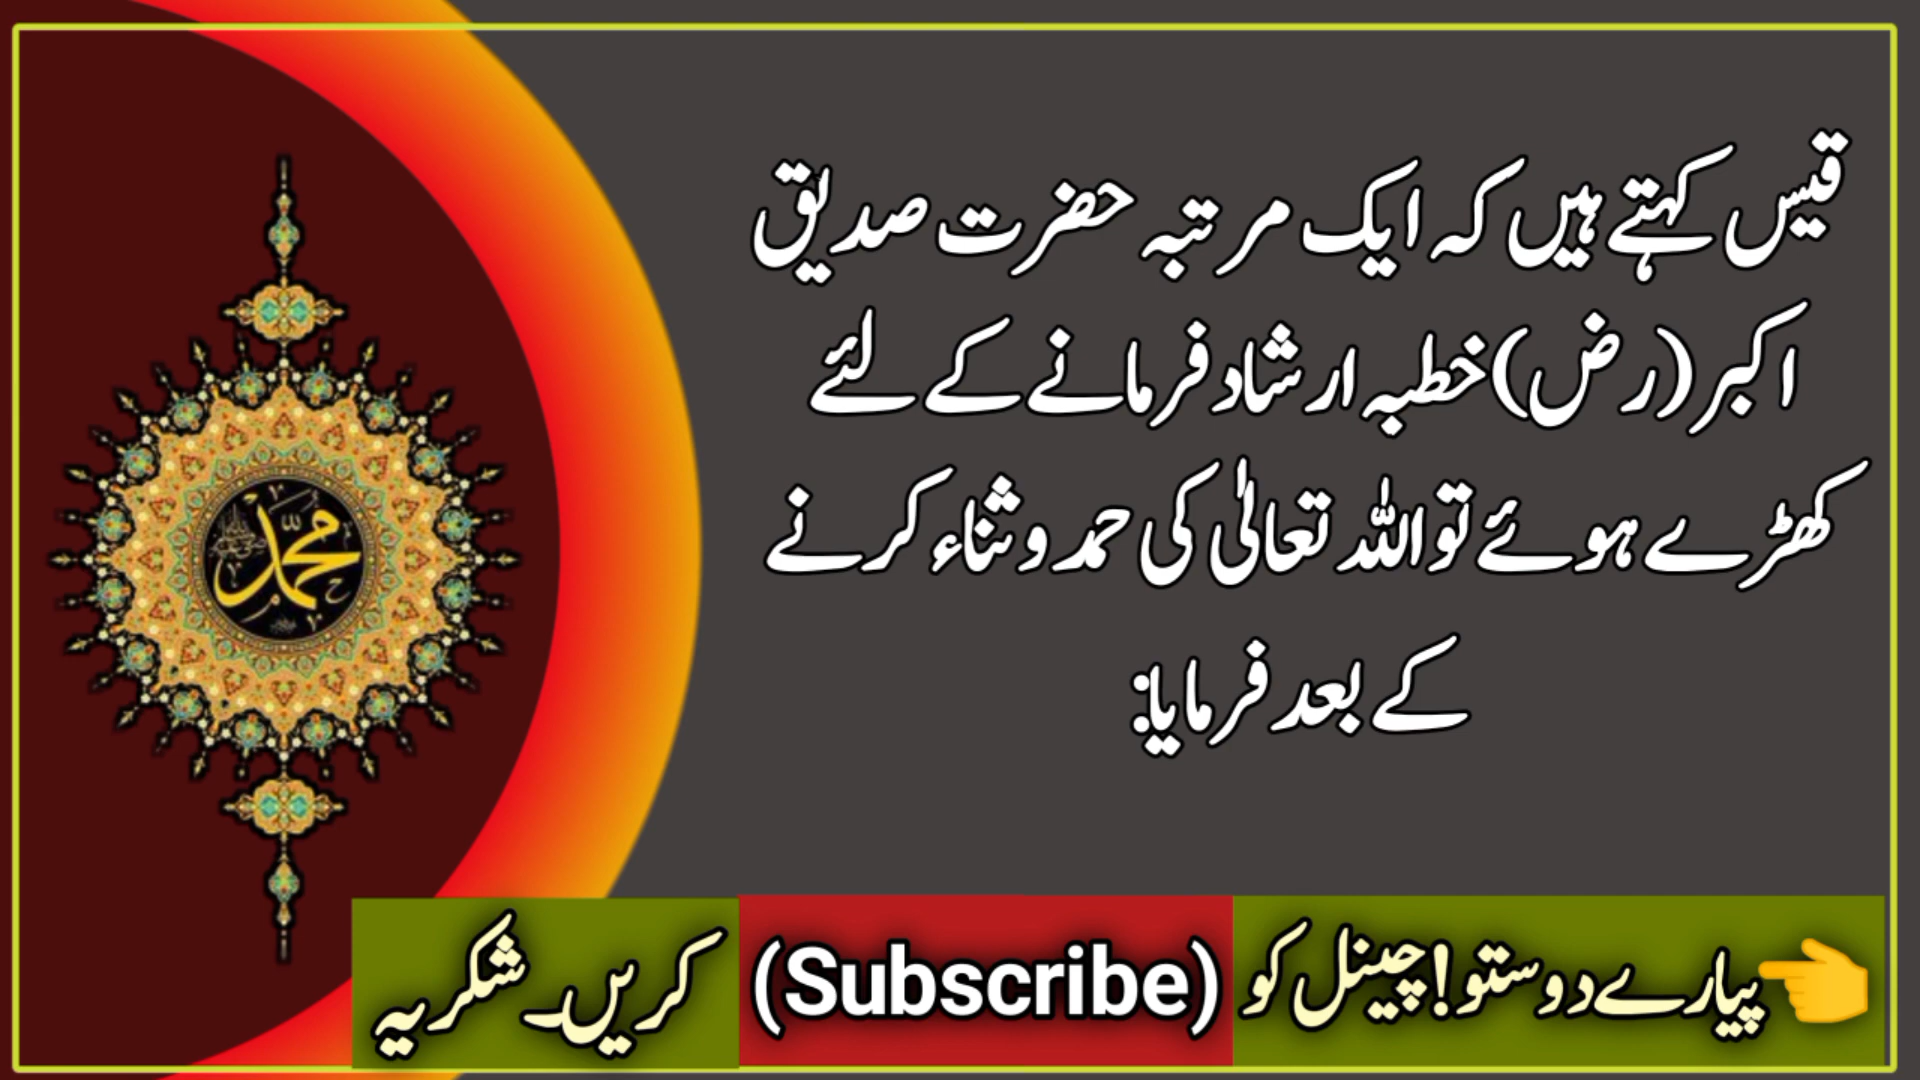 قیس کہتے ہیں کہ ایک مرتبہ حضرت صدیق
اکبر (رض) خطبہ ارشاد فرمانے کے لئے
کھڑے ہوئے تو اللہ تعالیٰ کی حمد و ثناء کرنے
کے بعد فرمایا:
پیارے دوستو! چینل کو (Subscribe) کریں۔ شکریہ
محمد